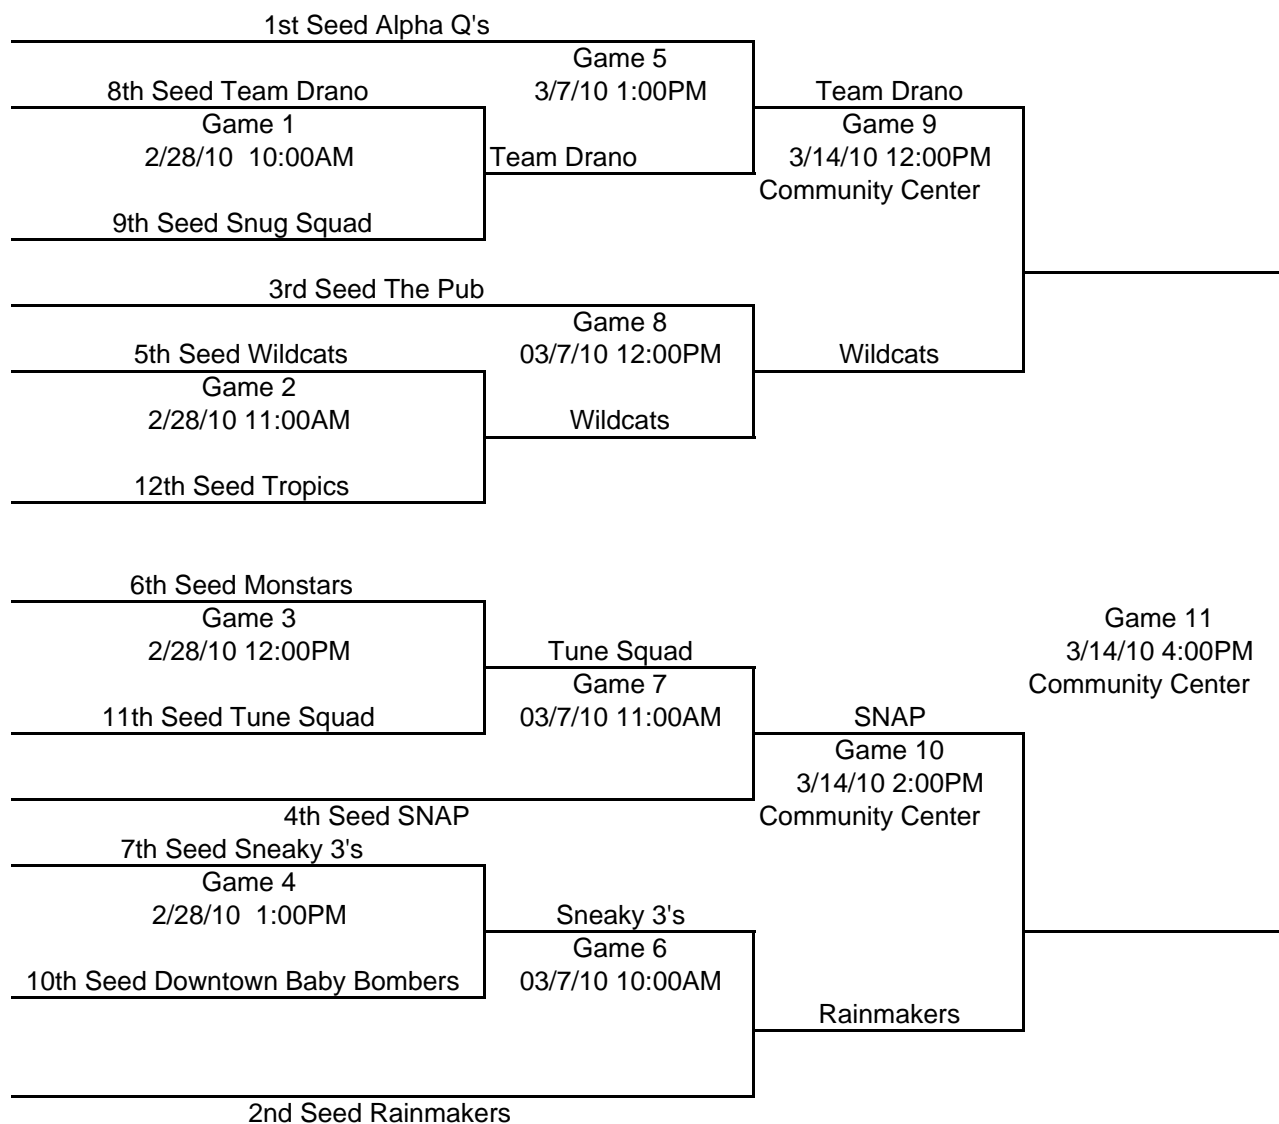 1st Seed Alpha Q's
Game 5
8th Seed Team Drano
3/7/10 1:00PM
Team Drano
Game 1
Game 9
2/28/10  10:00AM
Team Drano
3/14/10 12:00PM
Community Center
9th Seed Snug Squad
3rd Seed The Pub
Game 8
5th Seed Wildcats
03/7/10 12:00PM
Wildcats
Game 2
2/28/10 11:00AM
Wildcats
12th Seed Tropics
6th Seed Monstars
Game 3
Game 11
2/28/10 12:00PM
Tune Squad
3/14/10 4:00PM
Game 7
Community Center
11th Seed Tune Squad
03/7/10 11:00AM
SNAP
Game 10
3/14/10 2:00PM
4th Seed SNAP
Community Center
7th Seed Sneaky 3's
Game 4
2/28/10  1:00PM
Sneaky 3's
Game 6
10th Seed Downtown Baby Bombers
03/7/10 10:00AM
Rainmakers
2nd Seed Rainmakers